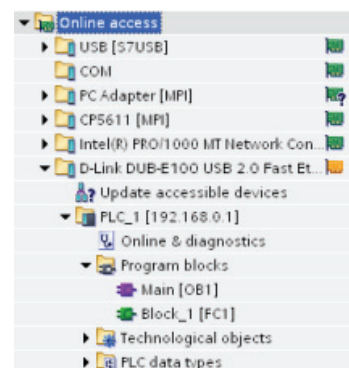 Online access
USB [S7USB]
COM
PC Adapter [MPI]
CP5611 [MPI]
Intel(R) PRO/1000 MT Network Con...
D-Link DUB-E100 USB 2.0 Fast Et...
Update accessible devices
PLC_1 [192.168.0.1]
Online & diagnostics
Program blocks
Main [OB1]
Block_1 [FC1]
Technological objects
PLC data types